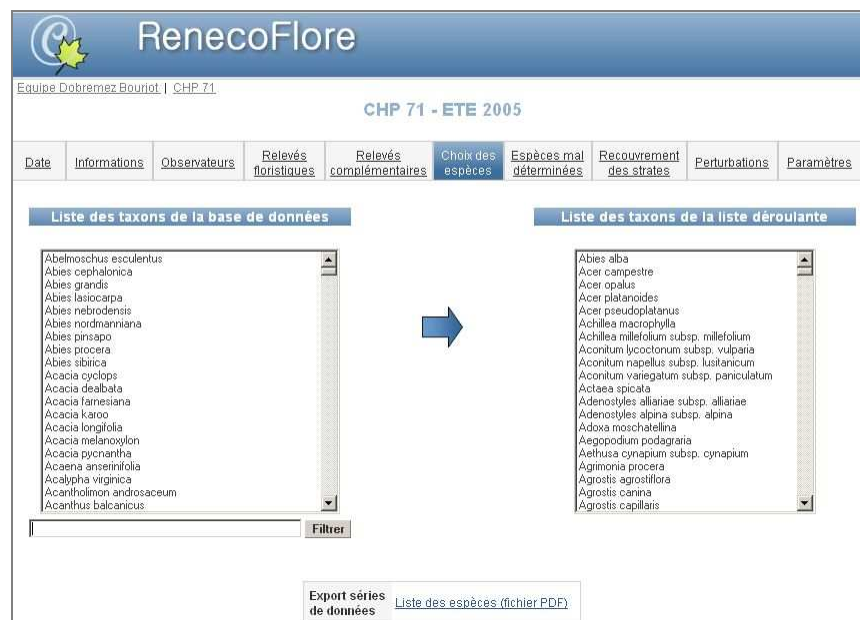 RenecoFlore
Equipe Dobremez Bourjot | CHP 71
CHP 71 - ETE 2005
Date
Informations
Observateurs
Relevés
floristiques
Relevés
complémentaires
Choix des
espèces
Espèces mal
déterminées
Recouvrement
des strates
Perturbations
Paramètres
Liste des taxons de la base de données
Abelmoschus esculentus
Abies cephalonica
Abies grandis
Abies lasiocarpa
Abies nebrodensis
Abies nordmanniana
Abies pinsapo
Abies procera
Abies sibirica
Acacia cyclops
Acacia dealbata
Acacia farnesiana
Acacia karoo
Acacia longifolia
Acacia melanoxylon
Acacia pycnantha
Acaena anserinifolia
Acalypha virginica
Acantholimon androsaceum
Acanthus balcanicus
Filtrer
Liste des taxons de la liste déroulante
Abies alba
Acer campestre
Acer opalus
Acer platanoides
Acer pseudoplatanus
Achillea macrophylla
Achillea millefolium subsp. millefolium
Aconitum lycoctonum subsp. vulparia
Aconitum napellus subsp. lusitanicum
Aconitum variegatum subsp. paniculatum
Actaea spicata
Adenostyles alliariae subsp. alliariae
Adenostyles alpina subsp. alpina
Adoxa moschatellina
Aegopodium podagraria
Aethusa cynapium subsp. cynapium
Agrimonia procera
Agrostis agrostiflora
Agrostis canina
Agrostis capillaris
Export séries
de données
Liste des espèces (fichier PDF)